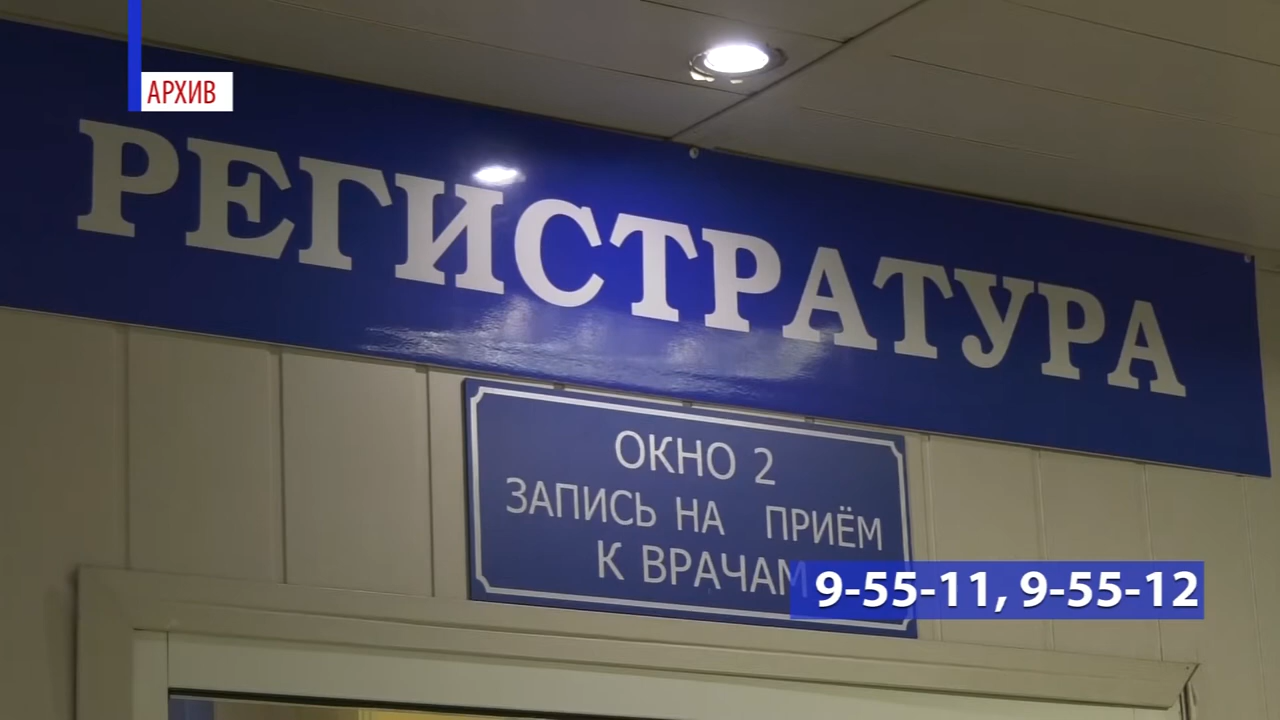 АРХИВ
РЕГИСТРАТУРА
ОКНО 2
ЗАПИСЬ НА ПРИЁМ
К ВРАЧАМ
9-55-11, 9-55-12